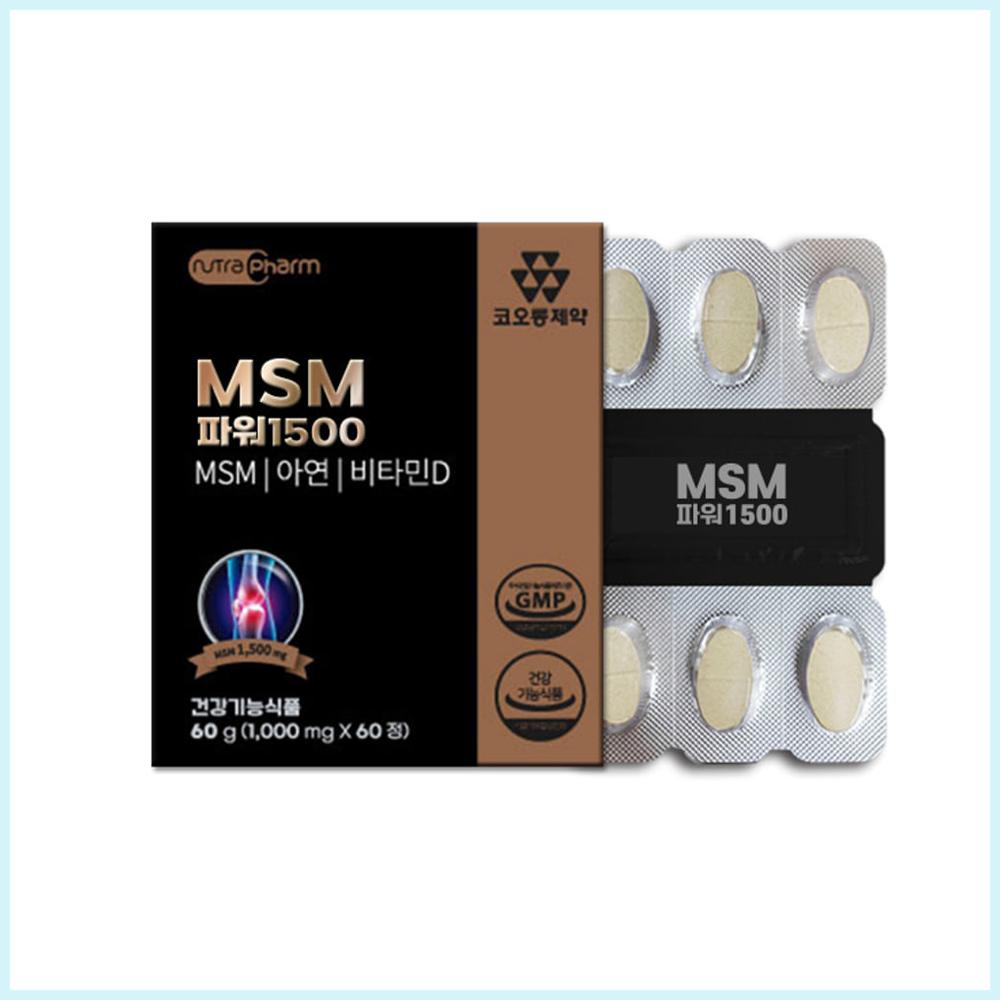 nutrapharm
코오롱제약
MSM
파워1500
MSM | 아연 | 비타민D
MSM 1,500 mg
건강기능식품
60 g (1,000 mg X 60 정)
GMP
건강
기능식품
MSM
파워1500